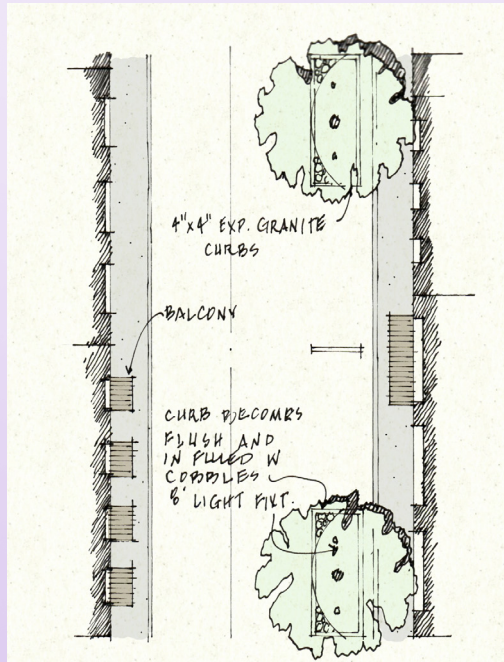 4"x4" EXP. GRANITE
CURBS
BALCONY
CURB BECOMES
FLUSH AND
IN FILLED W
COBBLES
8' LIGHT FIXT.